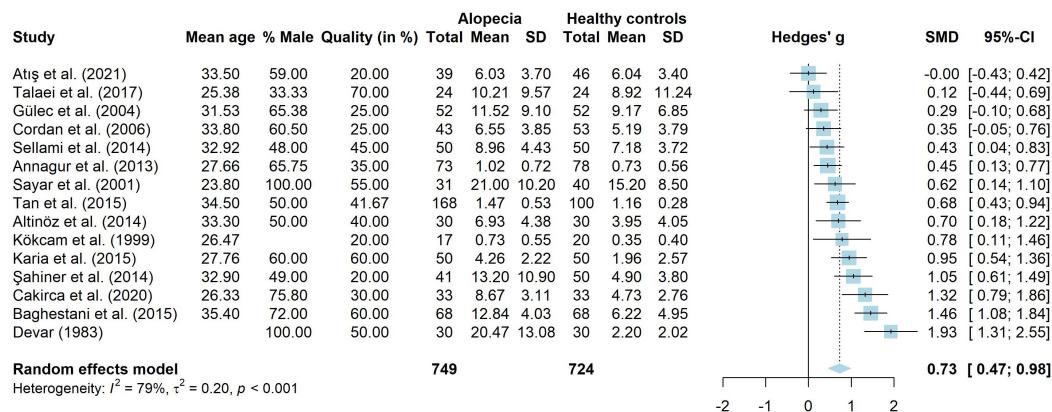 Alopecia Healthy controls
Study Mean age % Male Quality (in %) Total Mean SD Total Mean SD Hedges' g SMD 95%-CI
Atış et al. (2021) 33.50 59.00 20.00 39 6.03 3.70 46 6.04 3.40 -0.00 [-0.43; 0.42]
Talaei et al. (2017) 25.38 33.33 70.00 24 10.21 9.57 24 8.92 11.24 0.12 [-0.44; 0.69]
Gülec et al. (2004) 31.53 65.38 25.00 52 11.52 9.10 52 9.17 6.85 0.29 [-0.10; 0.68]
Cordan et al. (2006) 33.80 60.50 25.00 43 6.55 3.85 53 5.19 3.79 0.35 [-0.05; 0.76]
Sellami et al. (2014) 32.92 48.00 45.00 50 8.96 4.43 50 7.18 3.72 0.43 [ 0.04; 0.83]
Annagur et al. (2013) 27.66 65.75 35.00 73 1.02 0.72 78 0.73 0.56 0.45 [ 0.13; 0.77]
Sayar et al. (2001) 23.80 100.00 55.00 31 21.00 10.20 40 15.20 8.50 0.62 [ 0.14; 1.10]
Tan et al. (2015) 34.50 50.00 41.67 168 1.47 0.53 100 1.16 0.28 0.68 [ 0.43; 0.94]
Altinöz et al. (2014) 33.30 50.00 40.00 30 6.93 4.38 30 3.95 4.05 0.70 [ 0.18; 1.22]
Kökcam et al. (1999) 26.47 20.00 17 0.73 0.55 20 0.35 0.40 0.78 [ 0.11; 1.46]
Karia et al. (2015) 27.76 60.00 60.00 50 4.26 2.22 50 1.96 2.57 0.95 [ 0.54; 1.36]
Şahiner et al. (2014) 32.90 49.00 20.00 41 13.20 10.90 50 4.90 3.80 1.05 [ 0.61; 1.49]
Cakirca et al. (2020) 26.33 75.80 30.00 33 8.67 3.11 33 4.73 2.76 1.32 [ 0.79; 1.86]
Baghestani et al. (2015) 35.40 72.00 60.00 68 12.84 4.03 68 6.22 4.95 1.46 [ 1.08; 1.84]
Devar (1983) 100.00 50.00 30 20.47 13.08 30 2.20 2.02 1.93 [ 1.31; 2.55]
Random effects model 749 724 0.73 [ 0.47; 0.98]
Heterogeneity: I² = 79%, τ² = 0.20, p < 0.001
-2 -1 0 1 2